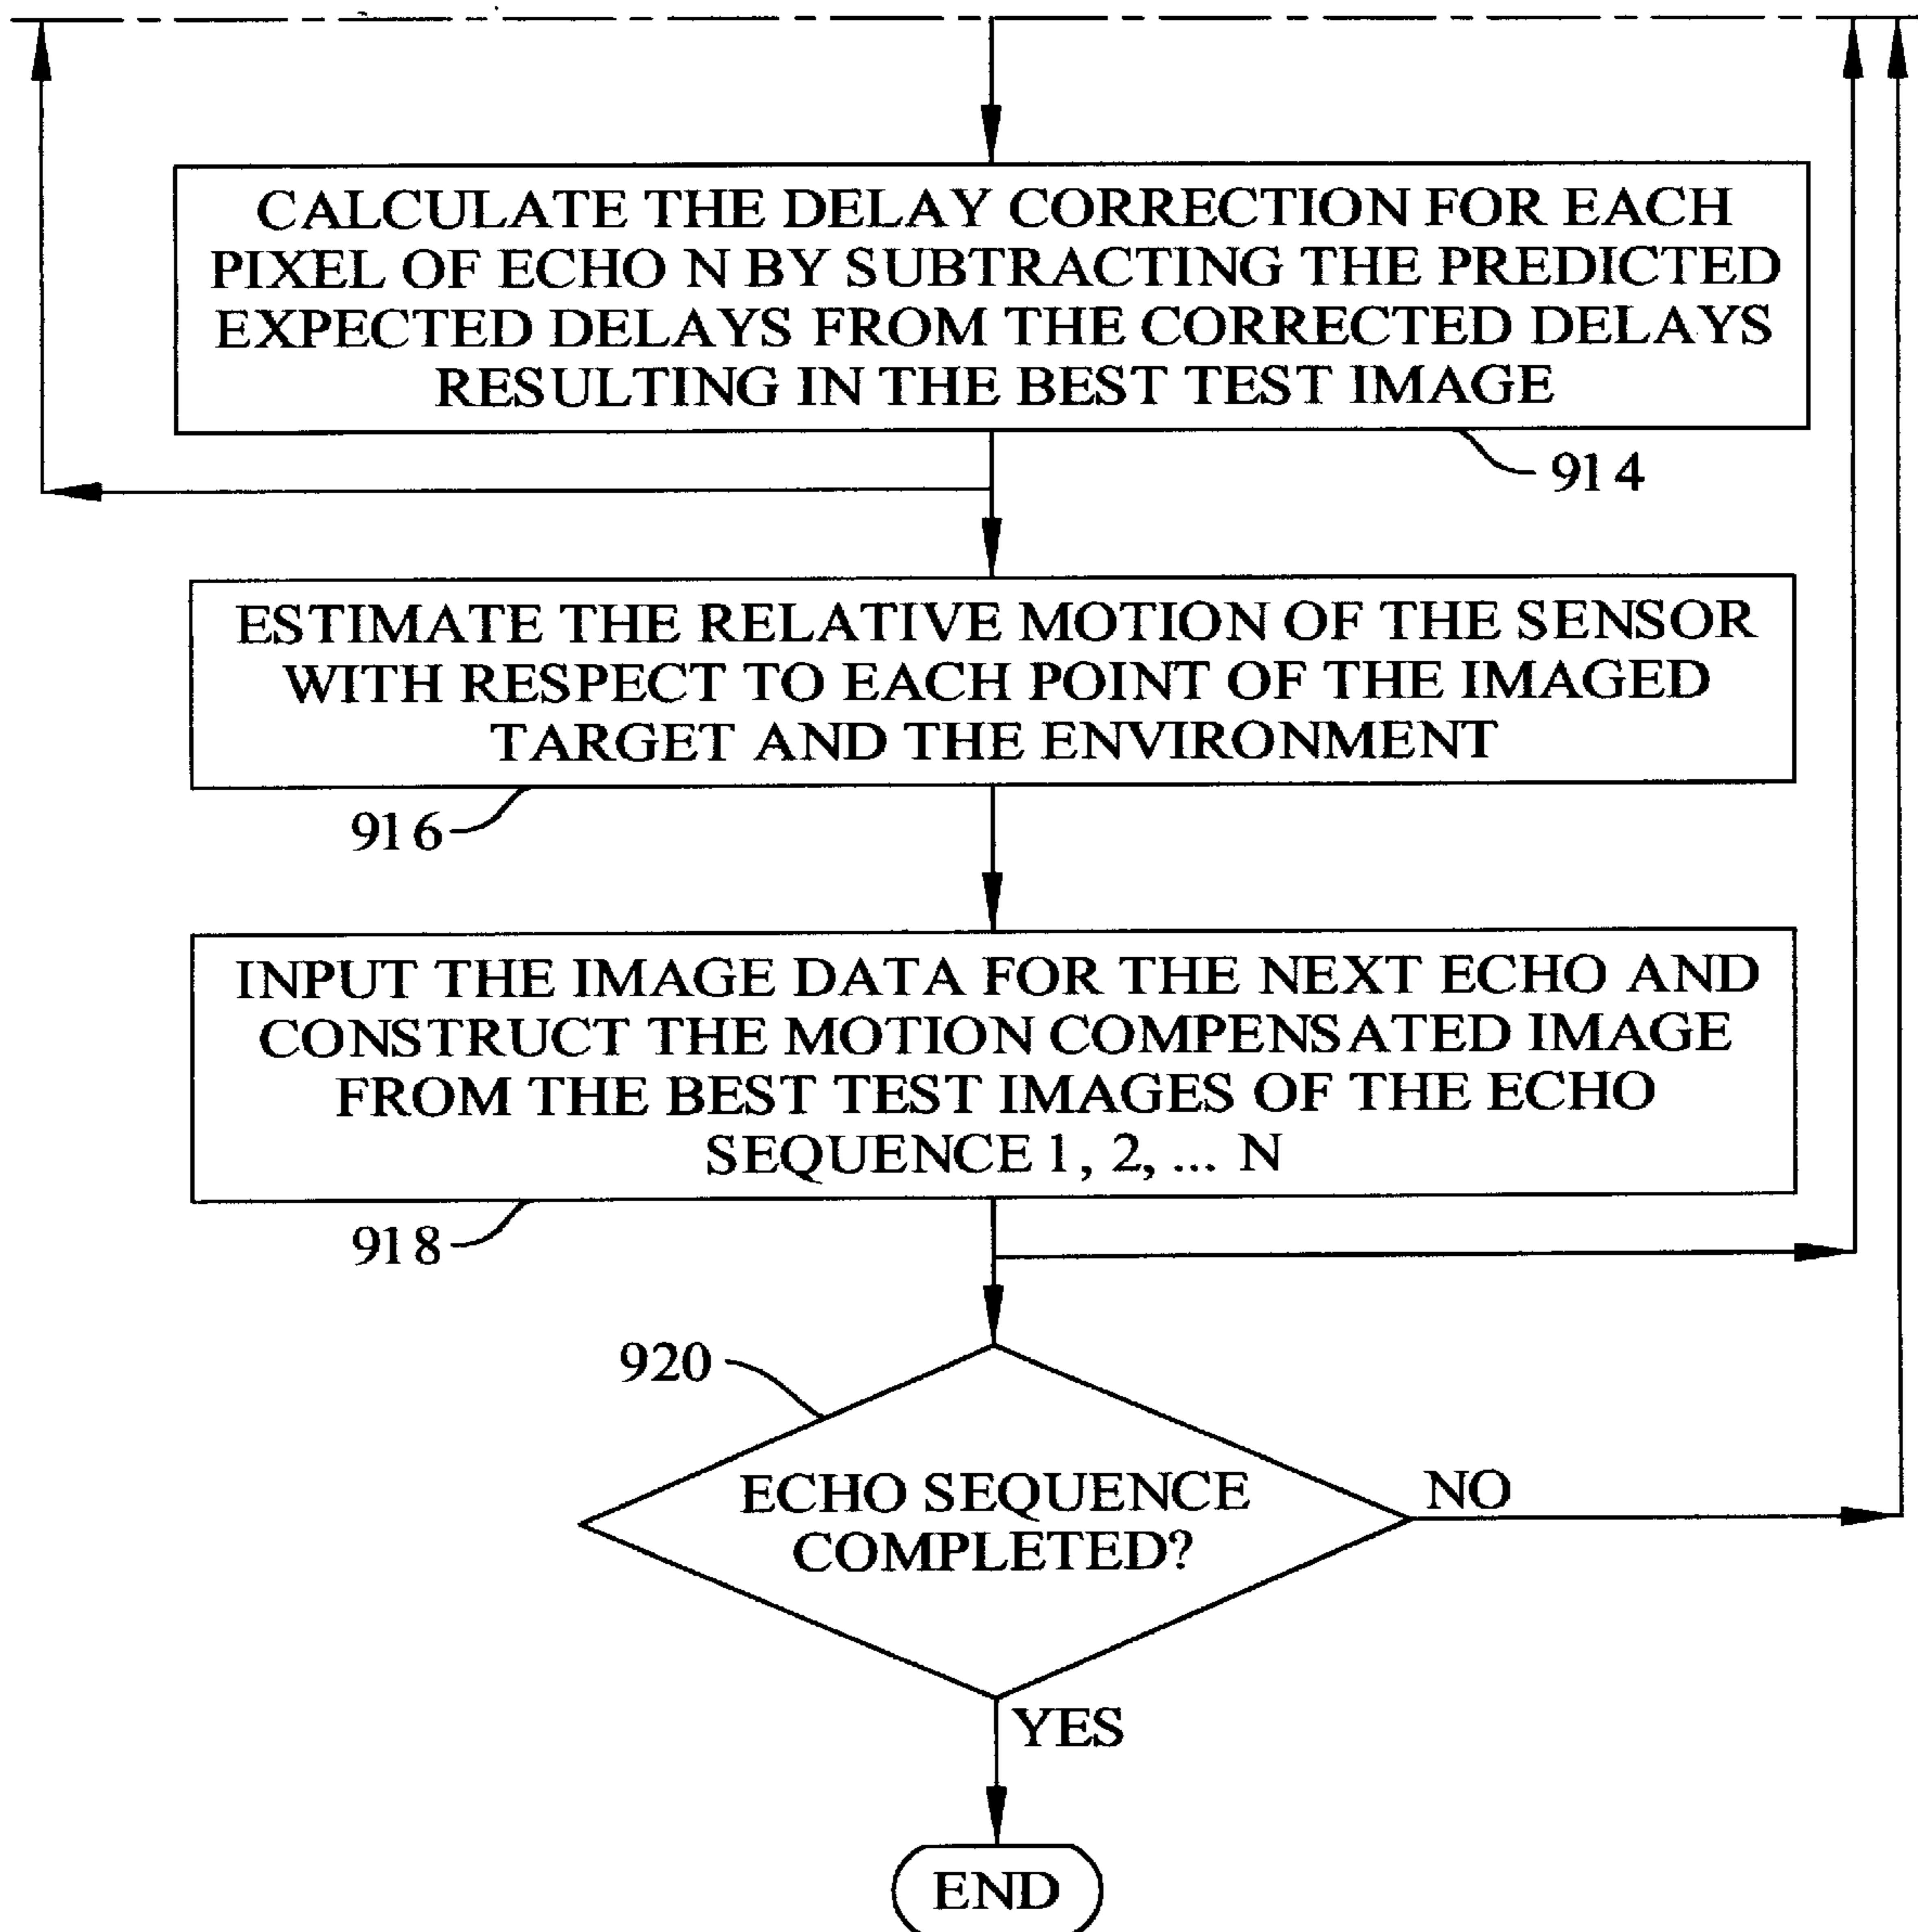 CALCULATE THE DELAY CORRECTION FOR EACH
PIXEL OF ECHO N BY SUBTRACTING THE PREDICTED
EXPECTED DELAYS FROM THE CORRECTED DELAYS
RESULTING IN THE BEST TEST IMAGE
914
ESTIMATE THE RELATIVE MOTION OF THE SENSOR
WITH RESPECT TO EACH POINT OF THE IMAGED
TARGET AND THE ENVIRONMENT
916
INPUT THE IMAGE DATA FOR THE NEXT ECHO AND
CONSTRUCT THE MOTION COMPENSATED IMAGE
FROM THE BEST TEST IMAGES OF THE ECHO
SEQUENCE 1, 2, ... N
918
920
ECHO SEQUENCE
COMPLETED?
NO
YES
END